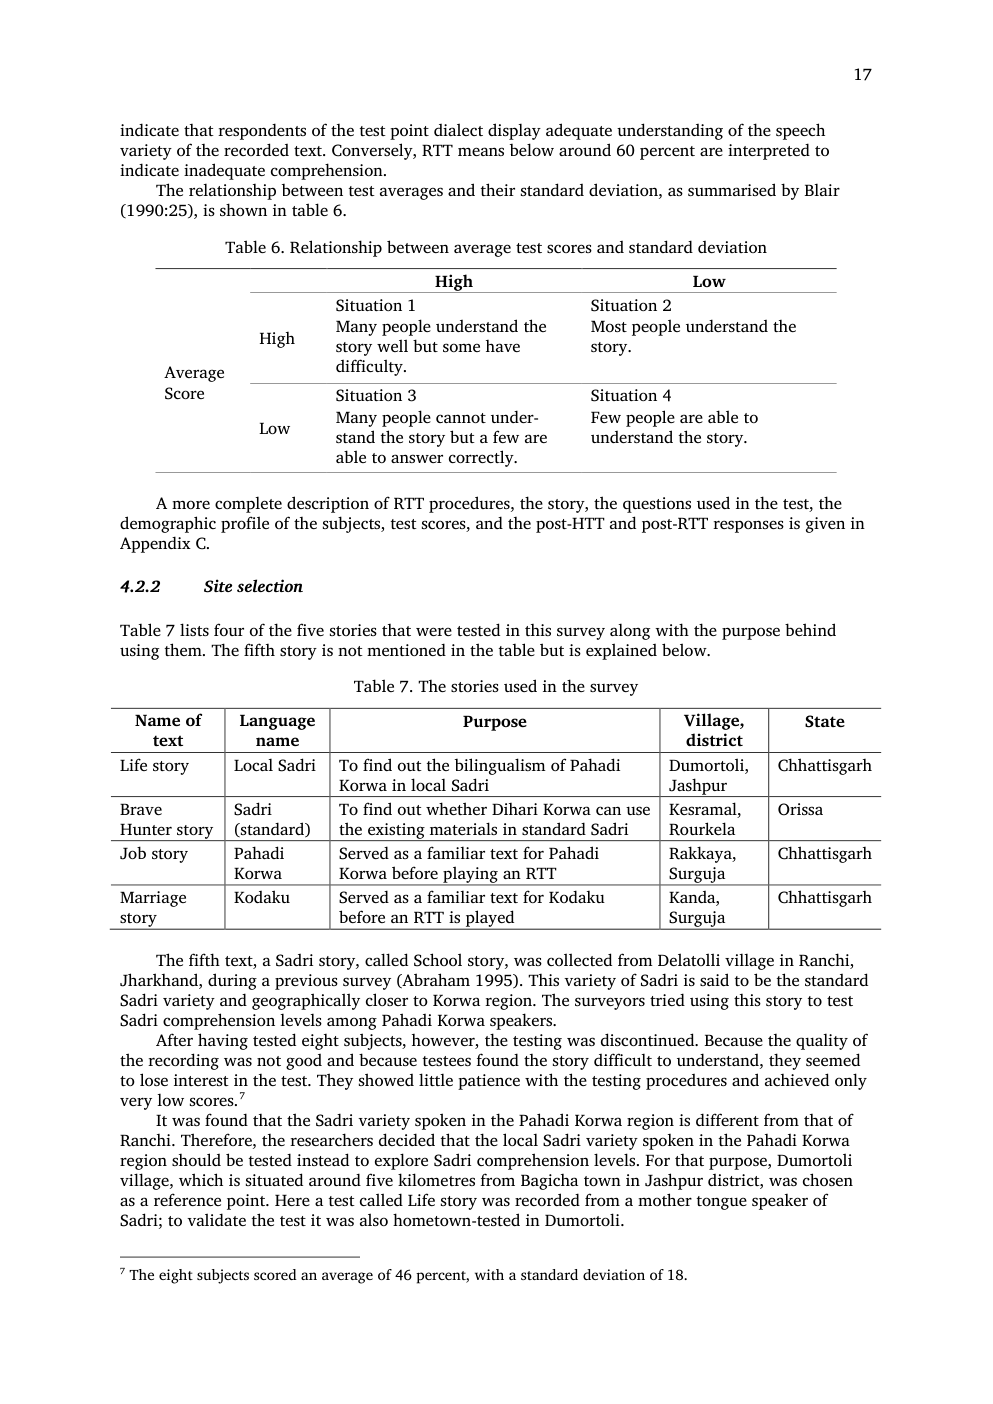 17
indicate that respondents of the test point dialect display adequate understanding of the speech
variety of the recorded text. Conversely, RTT means below around 60 percent are interpreted to
indicate inadequate comprehension.
The relationship between test averages and their standard deviation, as summarised by Blair
(1990:25), is shown in table 6.
Table 6. Relationship between average test scores and standard deviation
High Low
Average
Score
High
Situation 1
Many people understand the
story well but some have
difficulty.
Situation 2
Most people understand the
story.
Low
Situation 3
Many people cannot under-
stand the story but a few are
able to answer correctly.
Situation 4
Few people are able to
understand the story.
A more complete description of RTT procedures, the story, the questions used in the test, the
demographic profile of the subjects, test scores, and the post-HTT and post-RTT responses is given in
Appendix C.
4.2.2 Site selection
Table 7 lists four of the five stories that were tested in this survey along with the purpose behind
using them. The fifth story is not mentioned in the table but is explained below.
Table 7. The stories used in the survey
Name of
text
Language
name
Purpose
Village,
district
State
Life story
Local Sadri
To find out the bilingualism of Pahadi
Korwa in local Sadri
Dumortoli,
Jashpur
Chhattisgarh
Brave
Hunter story
Sadri
(standard)
To find out whether Dihari Korwa can use
the existing materials in standard Sadri
Kesramal,
Rourkela
Orissa
Job story
Pahadi
Korwa
Served as a familiar text for Pahadi
Korwa before playing an RTT
Rakkaya,
Surguja
Chhattisgarh
Marriage
story
Kodaku
Served as a familiar text for Kodaku
before an RTT is played
Kanda,
Surguja
Chhattisgarh
The fifth text, a Sadri story, called School story, was collected from Delatolli village in Ranchi,
Jharkhand, during a previous survey (Abraham 1995). This variety of Sadri is said to be the standard
Sadri variety and geographically closer to Korwa region. The surveyors tried using this story to test
Sadri comprehension levels among Pahadi Korwa speakers.
After having tested eight subjects, however, the testing was discontinued. Because the quality of
the recording was not good and because testees found the story difficult to understand, they seemed
to lose interest in the test. They showed little patience with the testing procedures and achieved only
very low scores.7
It was found that the Sadri variety spoken in the Pahadi Korwa region is different from that of
Ranchi. Therefore, the researchers decided that the local Sadri variety spoken in the Pahadi Korwa
region should be tested instead to explore Sadri comprehension levels. For that purpose, Dumortoli
village, which is situated around five kilometres from Bagicha town in Jashpur district, was chosen
as a reference point. Here a test called Life story was recorded from a mother tongue speaker of
Sadri; to validate the test it was also hometown-tested in Dumortoli.
7 The eight subjects scored an average of 46 percent, with a standard deviation of 18.